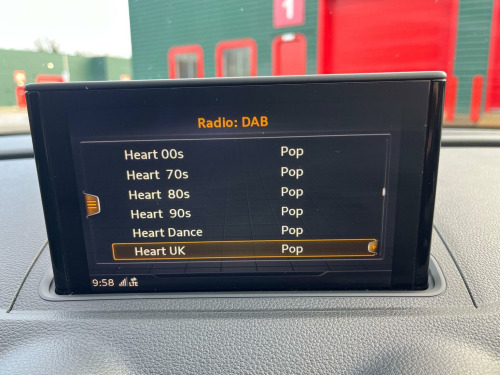 1
Radio: DAB
Heart 00s Pop
Heart 70s Pop
Heart 80s Pop
Heart 90s Pop
Heart Dance Pop
Heart UK Pop
9:58 LTE